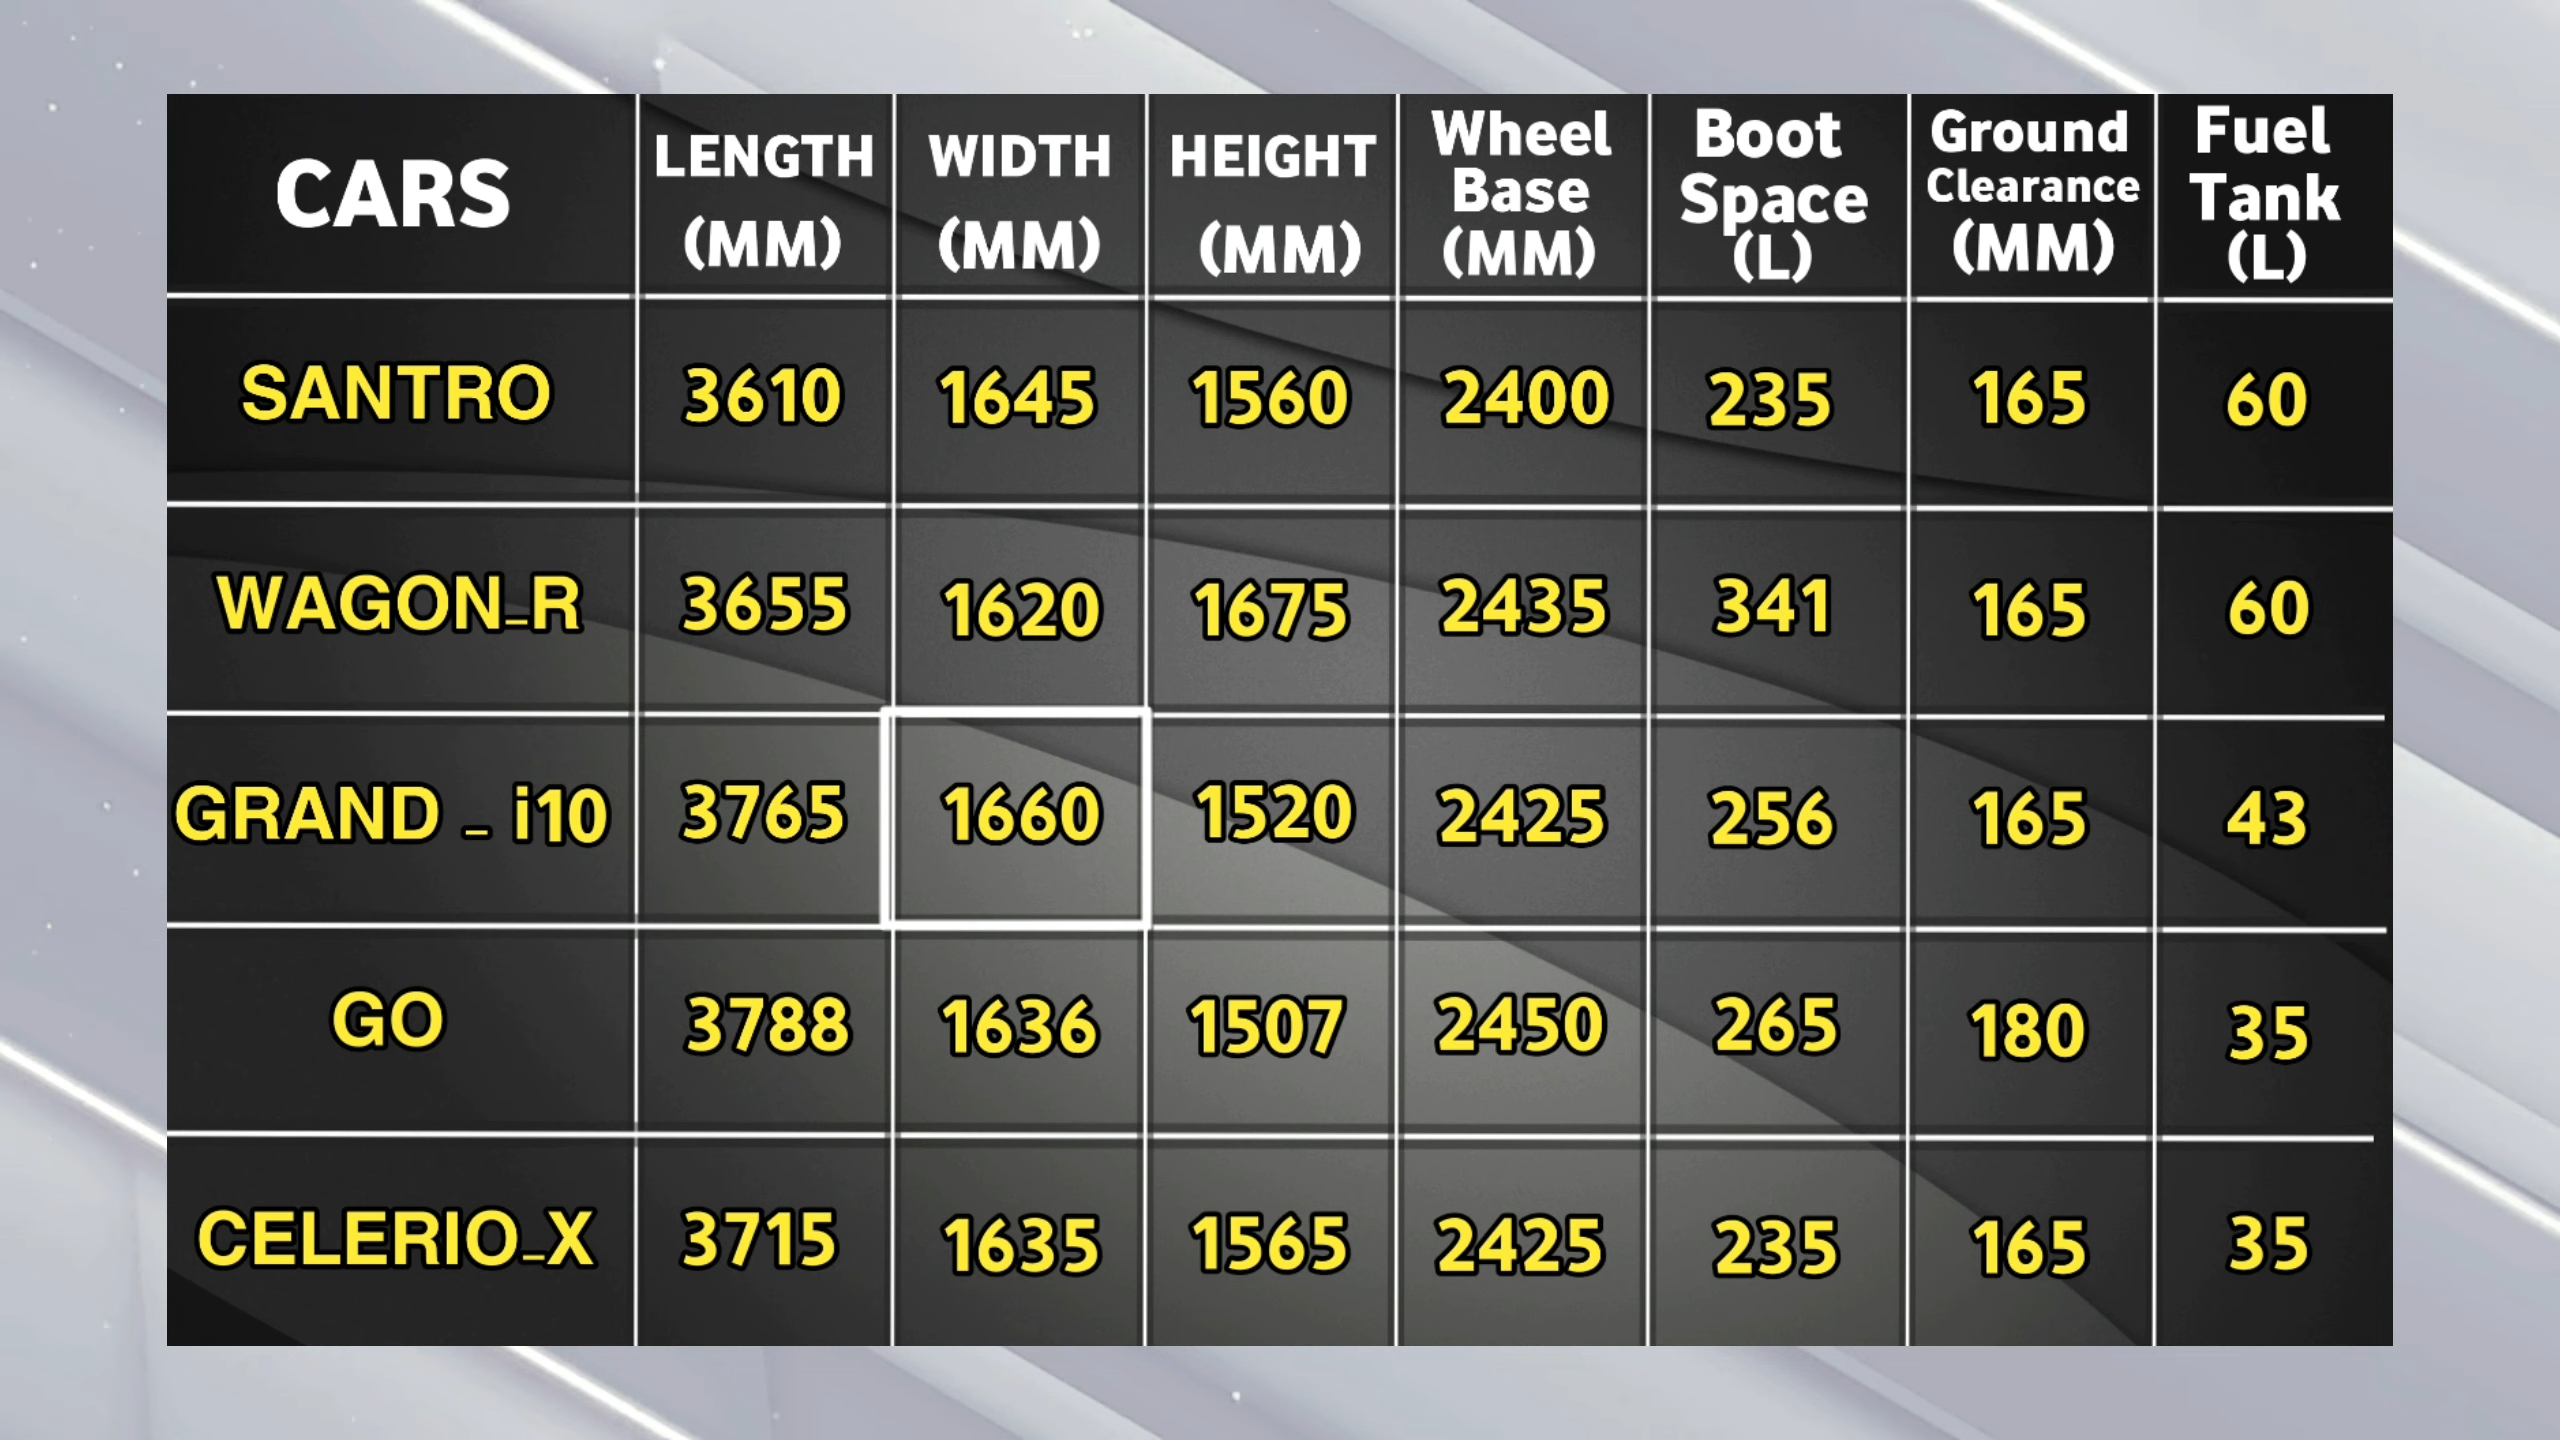 CARS LENGTH (MM) WIDTH (MM) HEIGHT (MM) Wheel Base (MM) Boot Space (L) Ground Clearance (MM) Fuel Tank (L)
SANTRO 3610 1645 1560 2400 235 165 60
WAGON-R 3655 1620 1675 2435 341 165 60
GRAND - i10 3765 1660 1520 2425 256 165 43
GO 3788 1636 1507 2450 265 180 35
CELERIO-X 3715 1635 1565 2425 235 165 35